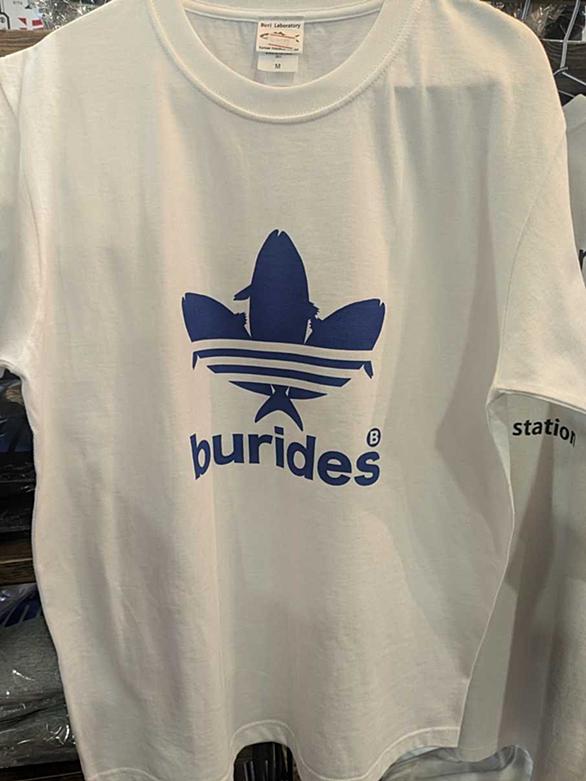 Buri Laboratory
M
burides
B
station